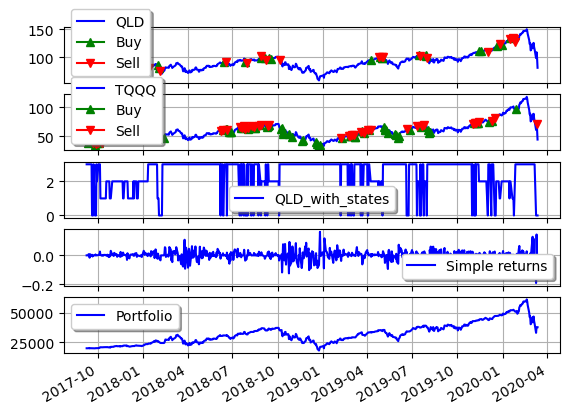 150
QLD
Buy
100
Sell
TQQQ
100
Buy
Sell
50
2
QLD_with_states
0
0.0
Simple returns
−0.2
50000
Portfolio
25000
2017-10 2018-01 2018-04 2018-07 2018-10 2019-01 2019-04 2019-07 2019-10 2020-01 2020-04